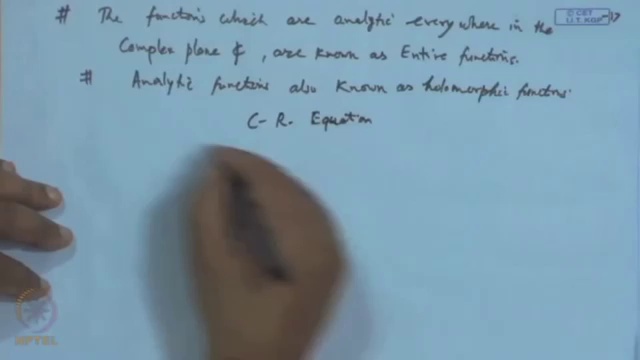 # The functions which are analytic everywhere in the
Complex plane ₵, are known as Entire functions.
# Analytic functions also known as holomorphic functions.
C-R. Equation
© CET
I.I.T. KGP
NPTEL